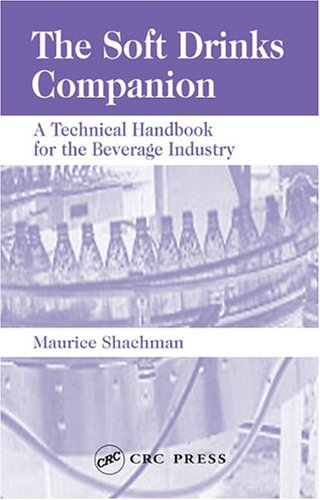 The Soft Drinks
Companion
A Technical Handbook
for the Beverage Industry
Maurice Shachman
CRC CRC PRESS